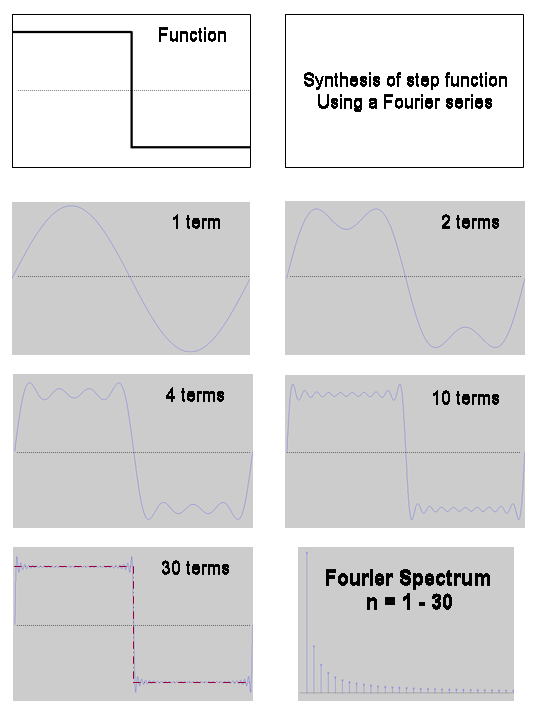 Function
Synthesis of step function
Using a Fourier series
1 term
2 terms
4 terms
10 terms
30 terms
Fourier Spectrum
n = 1 - 30